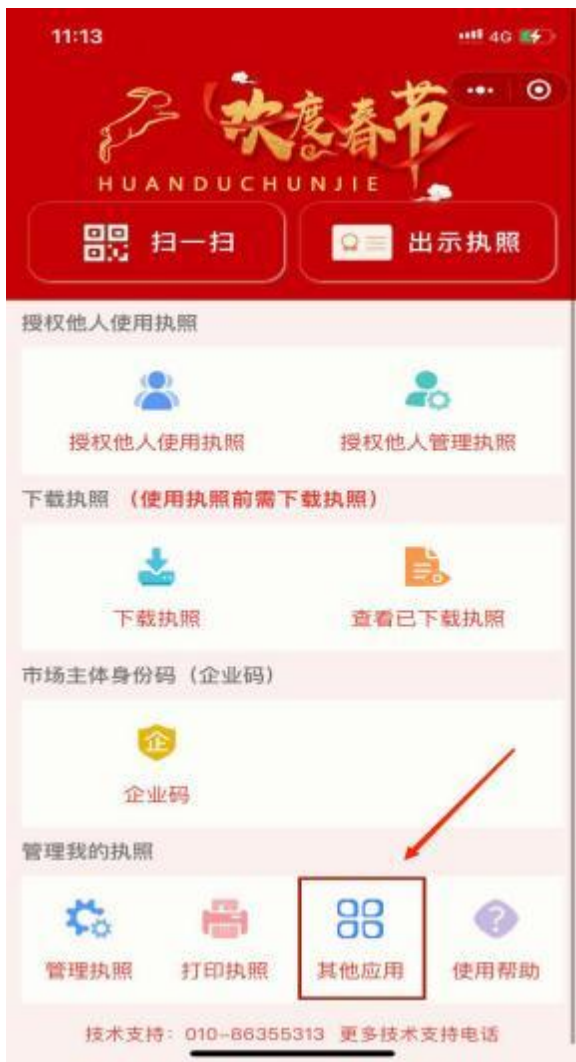 11:13 4G
欢度春节
HUANDUCHUNJIE
扫一扫 出示执照
授权他人使用执照
授权他人使用执照 授权他人管理执照
下载执照 (使用执照前需下载执照)
下载执照 查看已下载执照
市场主体身份码（企业码）
企
企业码
管理我的执照
管理执照 打印执照 其他应用 使用帮助
技术支持：010-86355313 更多技术支持电话